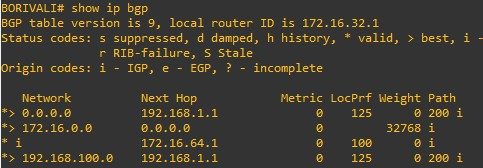 BORIVALI# show ip bgp
BGP table version is 9, local router ID is 172.16.32.1
Status codes: s suppressed, d damped, h history, * valid, > best, i -
r RIB-failure, S Stale
Origin codes: i - IGP, e - EGP, ? - incomplete
Network Next Hop Metric LocPrf Weight Path
*> 0.0.0.0 192.168.1.1 0 125 0 200 i
*> 172.16.0.0 0.0.0.0 0 32768 i
* i 172.16.64.1 0 100 0 i
*> 192.168.100.0 192.168.1.1 0 125 0 200 i